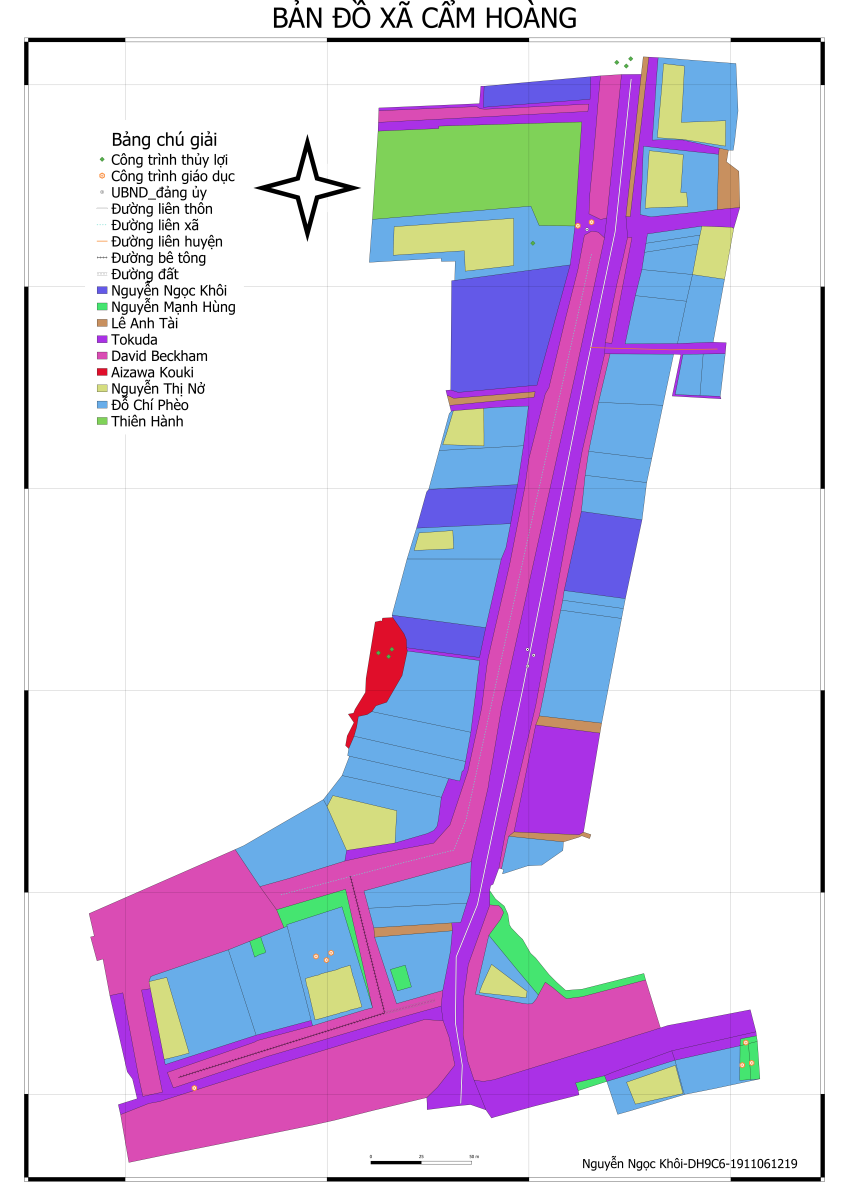 BẢN ĐỒ XÃ CẨM HOÀNG
Bảng chú giải
Công trình thủy lợi
Công trình giáo dục
UBND_đảng ủy
Đường liên thôn
Đường liên xã
Đường liên huyện
Đường bê tông
Đường đất
Nguyễn Ngọc Khôi
Nguyễn Mạnh Hùng
Lê Anh Tài
Tokuda
David Beckham
Aizawa Kouki
Nguyễn Thị Nở
Đỗ Chí Phèo
Thiên Hành
0 25 50 m
Nguyễn Ngọc Khôi-DH9C6-1911061219